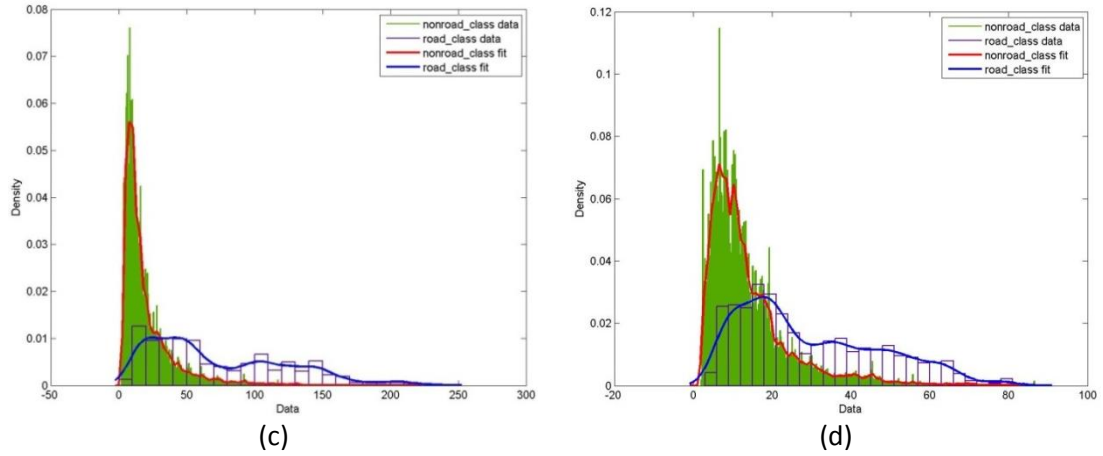 0.08
0.07
0.06
0.05
0.04
0.03
0.02
0.01
0
-50
0
50
100
150
200
250
300
Density
Data
nonroad_class data
road_class data
nonroad_class fit
road_class fit
(c)
0.12
0.1
0.08
0.06
0.04
0.02
0
-20
0
20
40
60
80
100
Density
Data
nonroad_class data
road_class data
nonroad_class fit
road_class fit
(d)